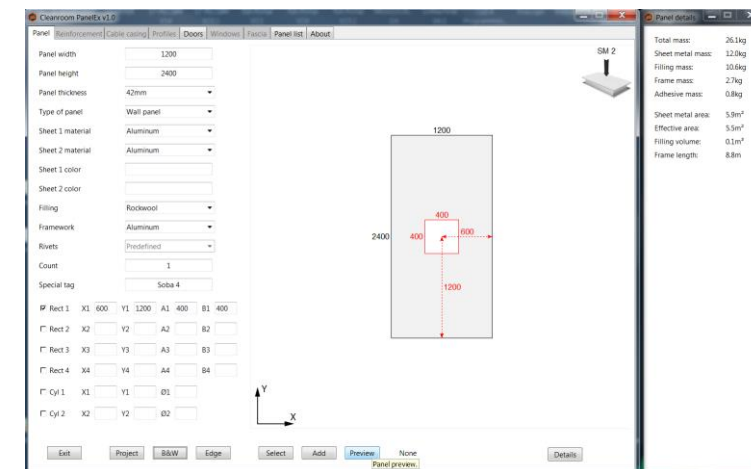 Cleanroom PanelEx v1.0
Panel Reinforcement Cable casing Profiles Doors Windows Fascia Panel list About
Panel width 1200
Panel height 2400
Panel thickness 42mm
Type of panel Wall panel
Sheet 1 material Aluminum
Sheet 2 material Aluminum
Sheet 1 color
Sheet 2 color
Filling Rockwool
Framework Aluminum
Rivets Predefined
Count 1
Special tag Soba 4
Rect 1 X1 600 Y1 1200 A1 400 B1 400
Rect 2 X2 Y2 A2 B2
Rect 3 X3 Y3 A3 B3
Rect 4 X4 Y4 A4 B4
Cyl 1 X1 Y1 Ø1
Cyl 2 X2 Y2 Ø2
SM 2
1200
400
2400 400 600
1200
Y
X
Exit Project B&W Edge Select Add Preview None Details
Panel preview.
Panel details
Total mass: 26.1kg
Sheet metal mass: 12.0kg
Filling mass: 10.6kg
Frame mass: 2.7kg
Adhesive mass: 0.8kg
Sheet metal area: 5.9m²
Effective area: 5.5m²
Filling volume: 0.1m³
Frame length: 8.8m